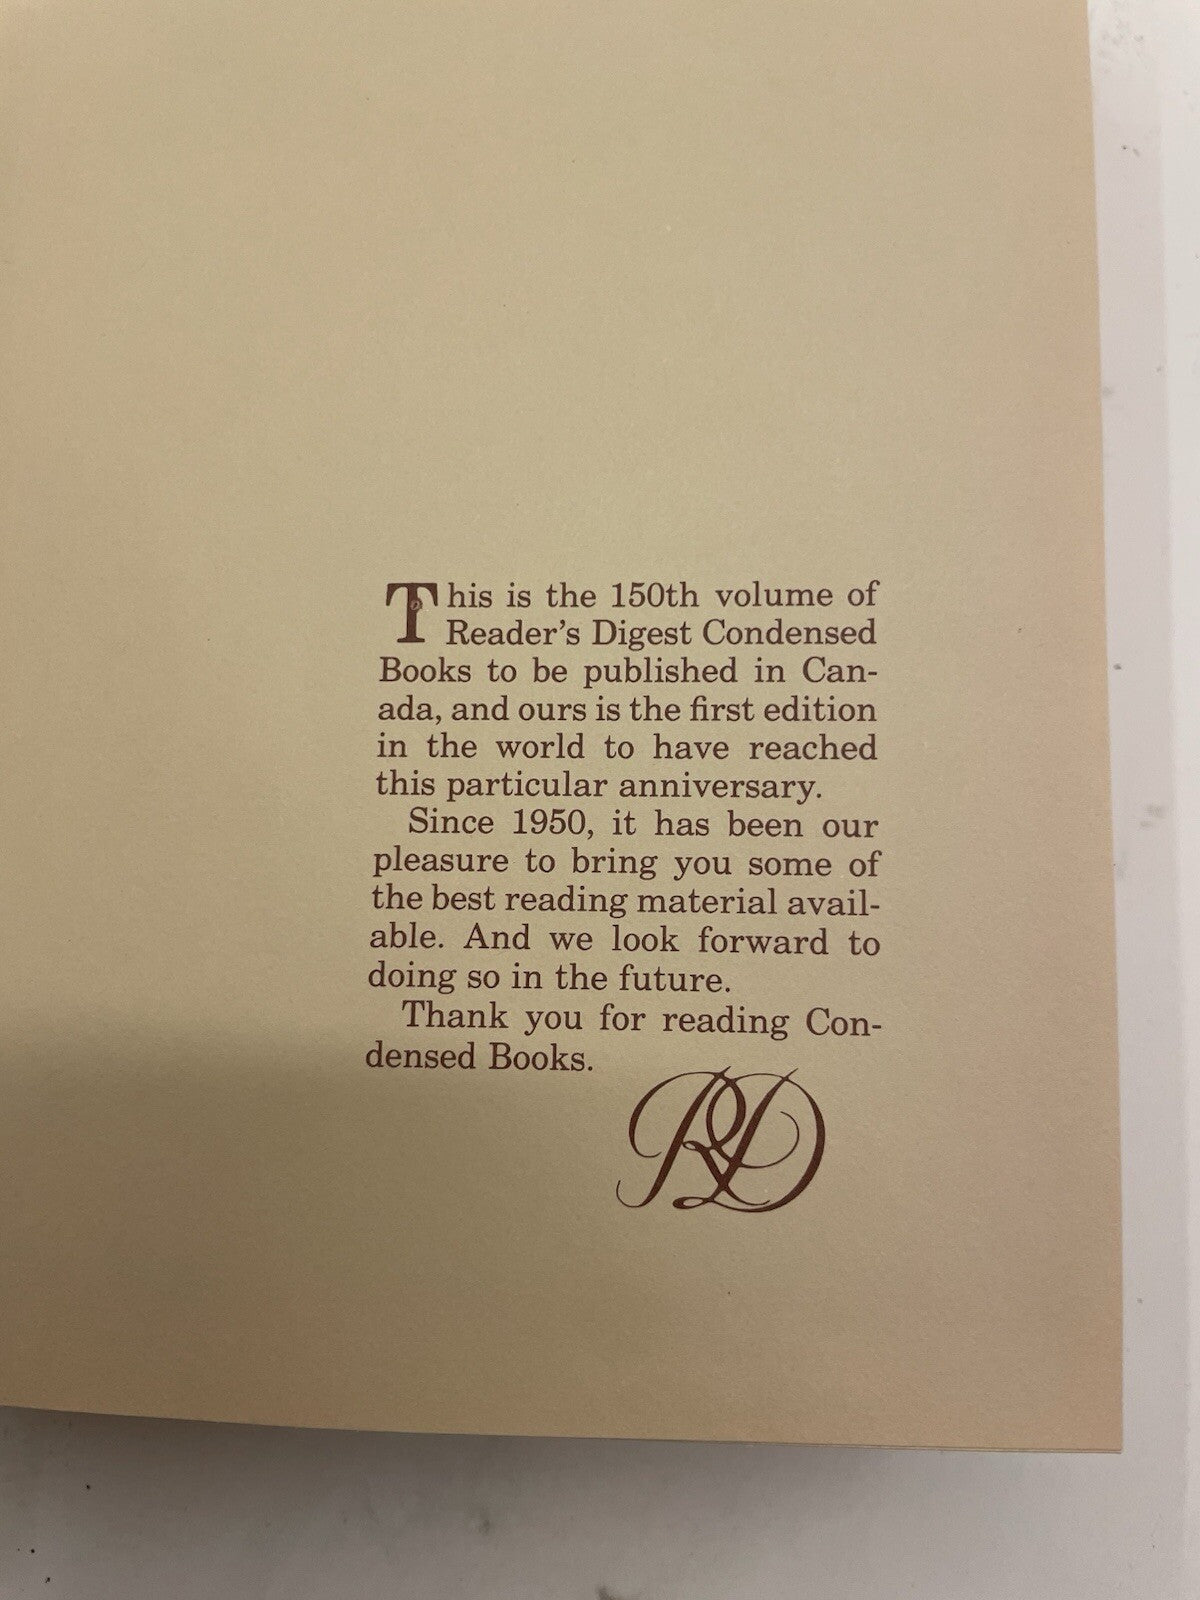 This is the 150th volume of
Reader's Digest Condensed
Books to be published in Can-
ada, and ours is the first edition
in the world to have reached
this particular anniversary.
Since 1950, it has been our
pleasure to bring you some of
the best reading material avail-
able. And we look forward to
doing so in the future.
Thank you for reading Con-
densed Books.
RD